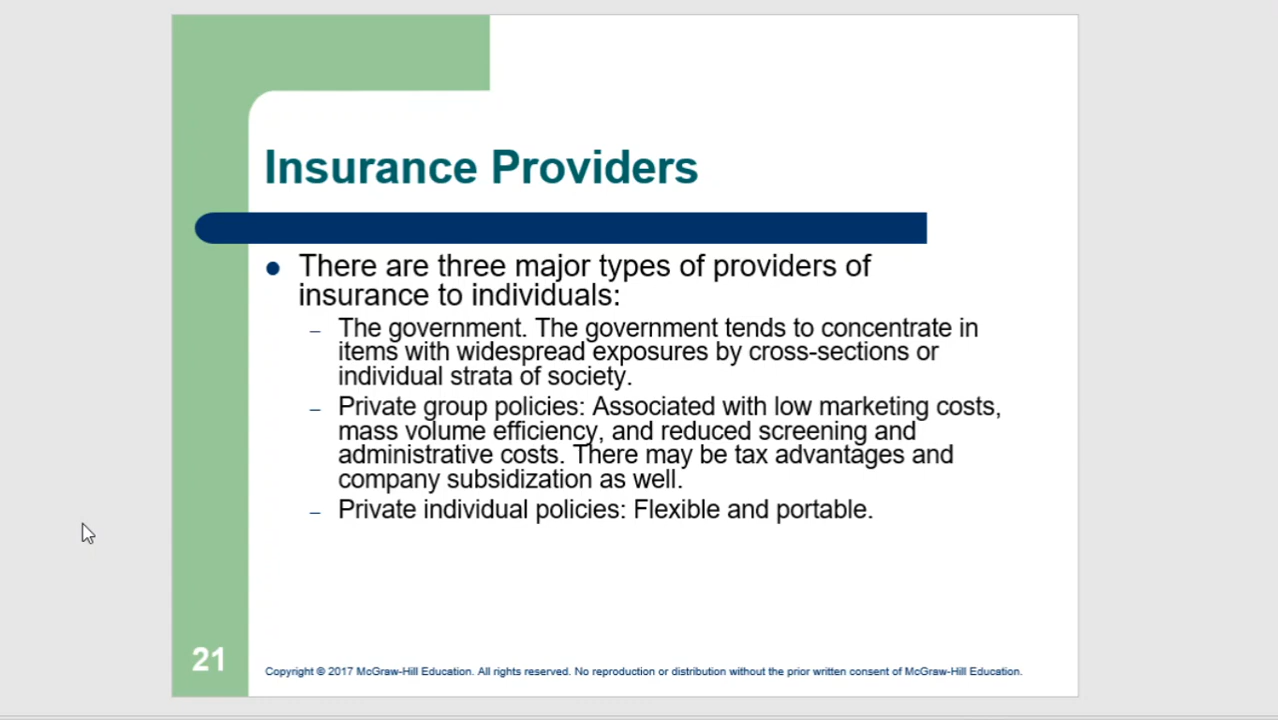 Insurance Providers
● There are three major types of providers of
insurance to individuals:
– The government. The government tends to concentrate in
items with widespread exposures by cross-sections or
individual strata of society.
– Private group policies: Associated with low marketing costs,
mass volume efficiency, and reduced screening and
administrative costs. There may be tax advantages and
company subsidization as well.
– Private individual policies: Flexible and portable.
21
Copyright © 2017 McGraw-Hill Education. All rights reserved. No reproduction or distribution without the prior written consent of McGraw-Hill Education.